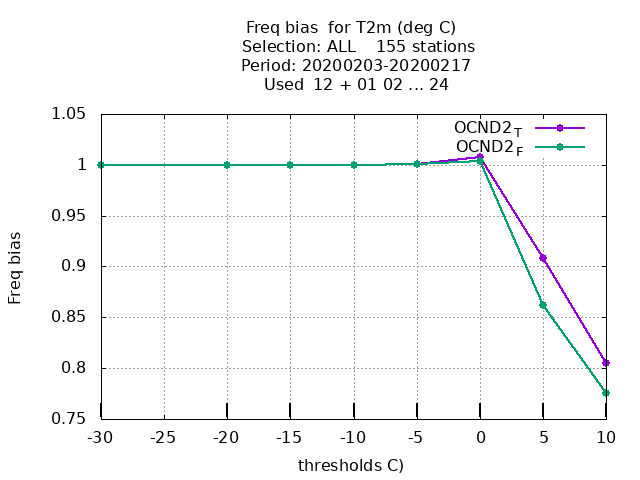 Freq bias  for T2m (deg C)
Selection: ALL    155 stations
Period: 20200203-20200217
Used  12 + 01 02 ... 24
OCND2T
OCND2F
1.05
1
0.95
0.9
0.85
0.8
0.75
Freq bias
-30 -25 -20 -15 -10 -5 0 5 10
thresholds C)